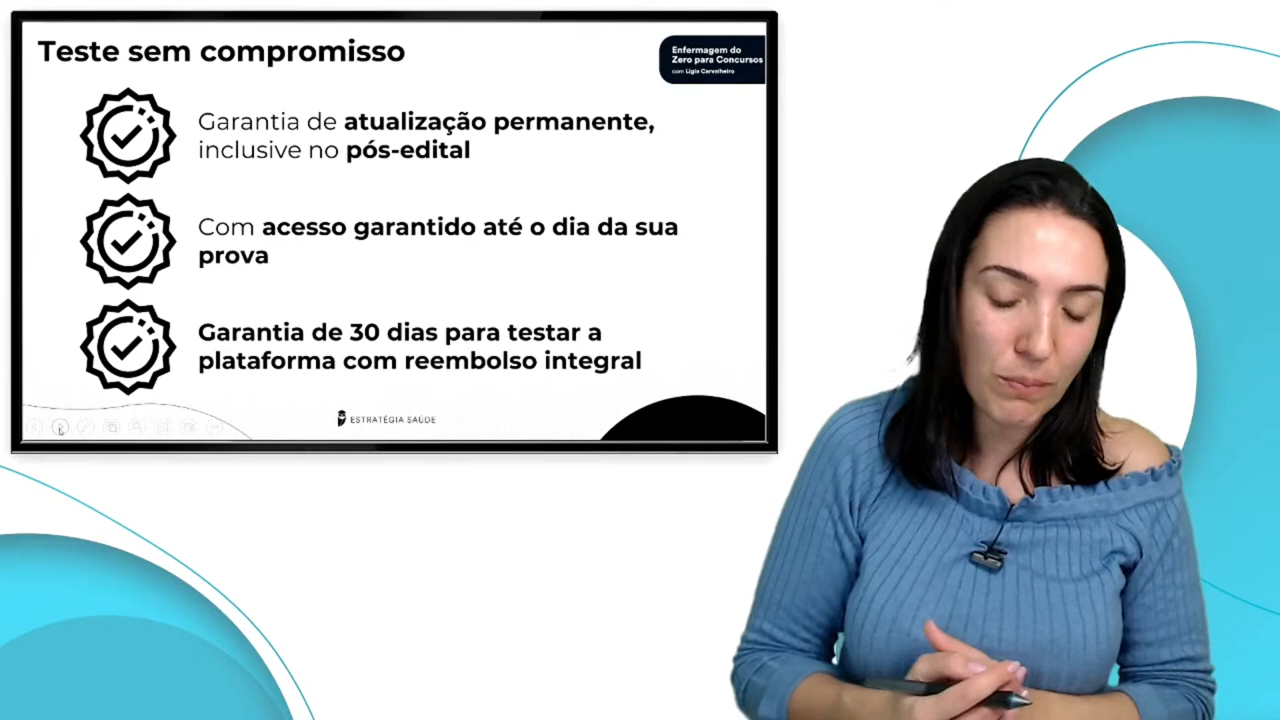 Teste sem compromisso
Enfermagem do
Zero para Concursos
com Ligia Carvalheiro
Garantia de atualização permanente,
inclusive no pós-edital
Com acesso garantido até o dia da sua
prova
Garantia de 30 dias para testar a
plataforma com reembolso integral
ESTRATÉGIA SAÚDE